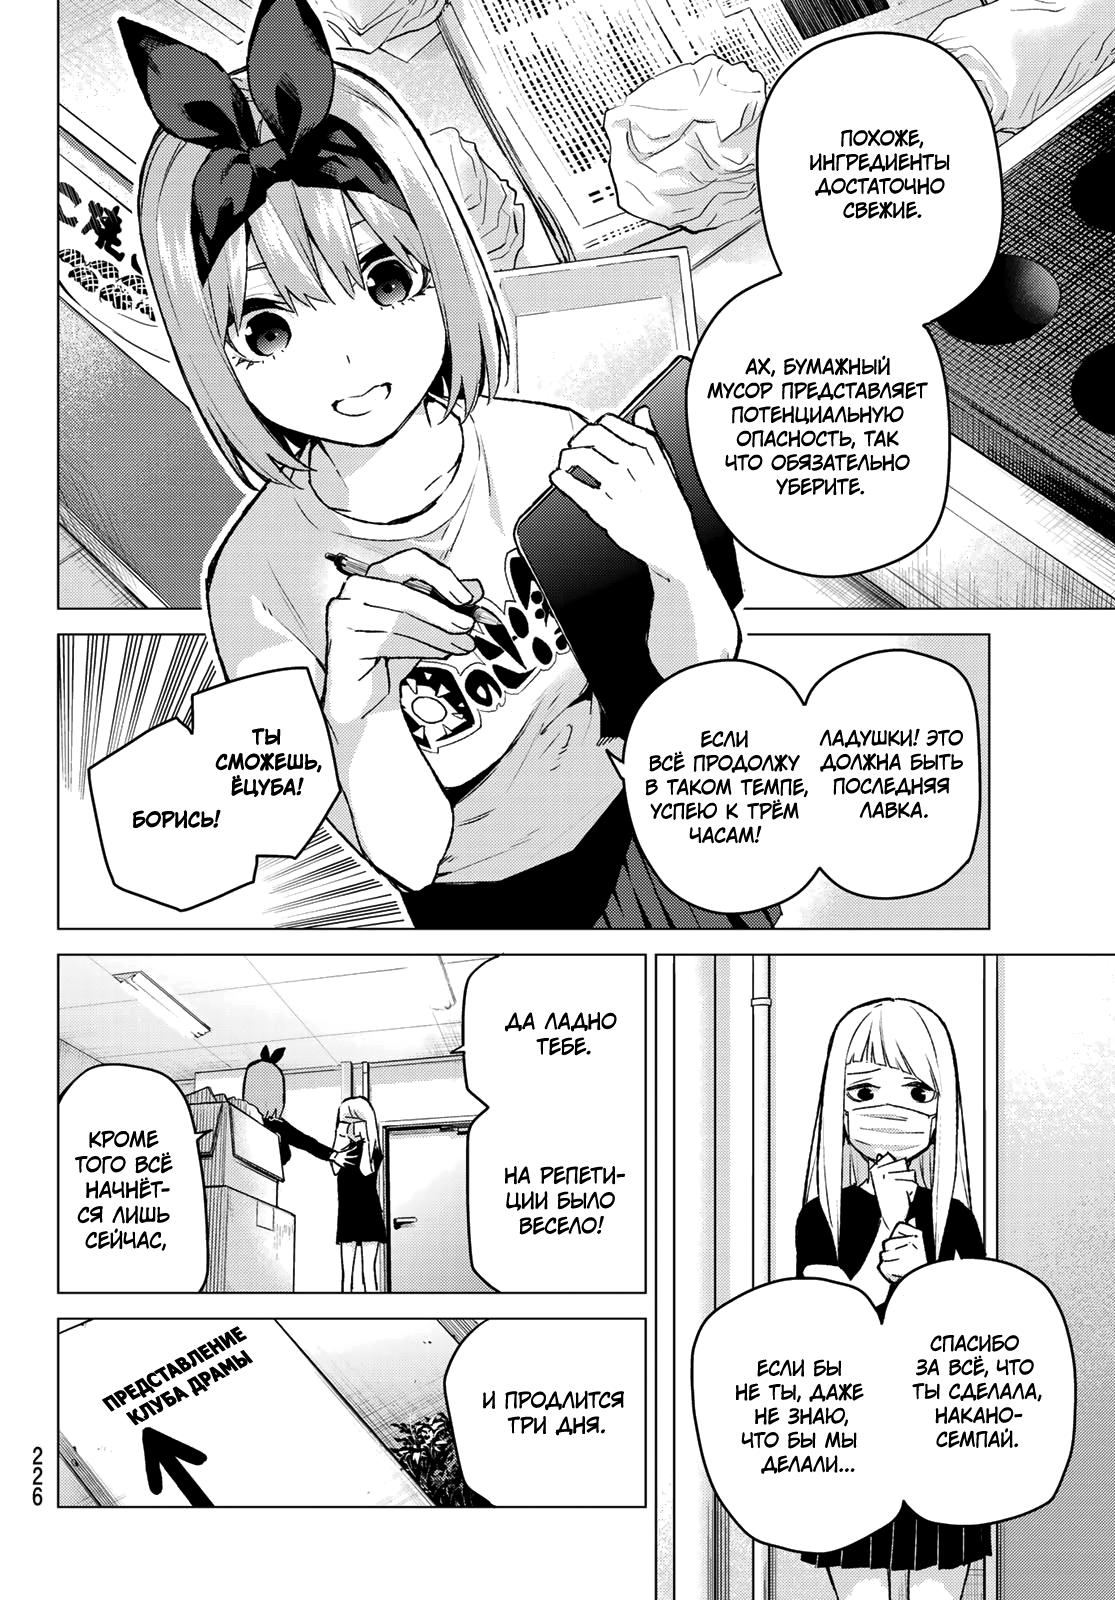 ПОХОЖЕ,
ИНГРЕДИЕНТЫ
ДОСТАТОЧНО
СВЕЖИЕ.
АХ, БУМАЖНЫЙ
МУСОР ПРЕДСТАВЛЯЕТ
ПОТЕНЦИАЛЬНУЮ
ОПАСНОСТЬ, ТАК
ЧТО ОБЯЗАТЕЛЬНО
УБЕРИТЕ.
ЛАДУШКИ! ЭТО
ДОЛЖНА БЫТЬ
ПОСЛЕДНЯЯ
ЛАВКА.
ЕСЛИ
ВСЁ ПРОДОЛЖУ
В ТАКОМ ТЕМПЕ,
УСПЕЮ К ТРЁМ
ЧАСАМ!
ТЫ
СМОЖЕШЬ,
ЁЦУБА!
БОРИСЬ!
СПАСИБО
ЗА ВСЁ, ЧТО
ТЫ СДЕЛАЛА,
НАКАНО-
СЕМПАЙ.
ЕСЛИ БЫ
НЕ ТЫ, ДАЖЕ
НЕ ЗНАЮ,
ЧТО БЫ МЫ
ДЕЛАЛИ...
ДА ЛАДНО
ТЕБЕ.
НА РЕПЕТИ-
ЦИИ БЫЛО
ВЕСЕЛО!
КРОМЕ
ТОГО ВСЁ
НАЧНЁТ-
СЯ ЛИШЬ
СЕЙЧАС,
И ПРОДЛИТСЯ
ТРИ ДНЯ.
ПРЕДСТАВЛЕНИЕ
КЛУБА ДРАМЫ
226